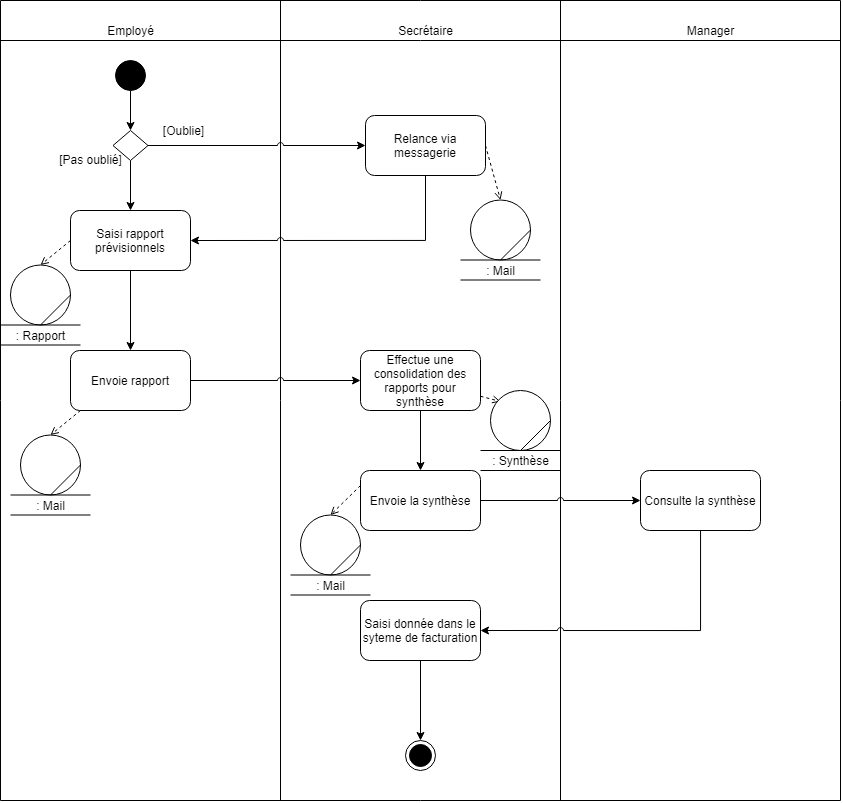 Employé
Secrétaire
Manager
[Oublie]
Relance via
messagerie
[Pas oublié]
Saisi rapport
prévisionnels
: Mail
: Rapport
Envoie rapport
Effectue une
consolidation des
rapports pour
synthèse
: Synthèse
: Mail
Envoie la synthèse
Consulte la synthèse
: Mail
Saisi donnée dans le
syteme de facturation